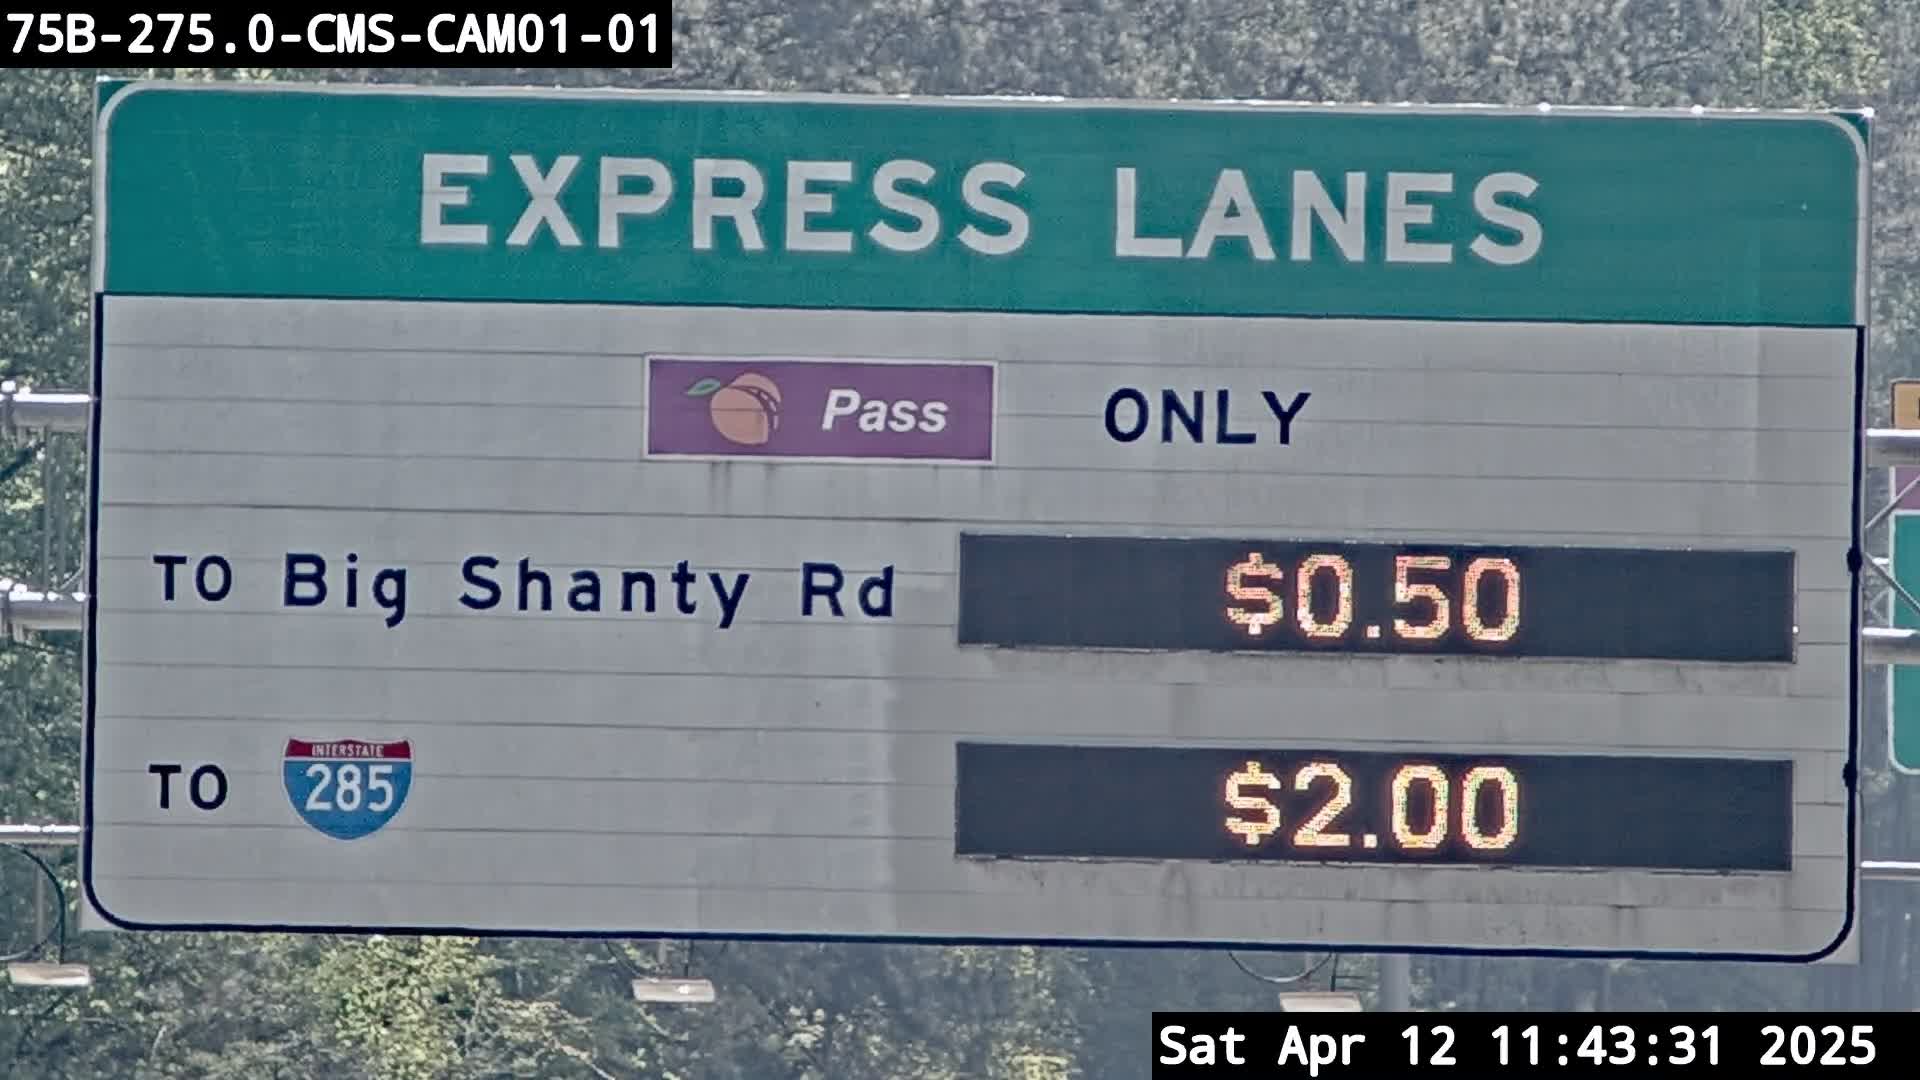 75B-275.0-CMS-CAM01-01
EXPRESS LANES
Pass ONLY
TO Big Shanty Rd $0.50
INTERSTATE
TO 285 $2.00
Sat Apr 12 11:43:31 2025